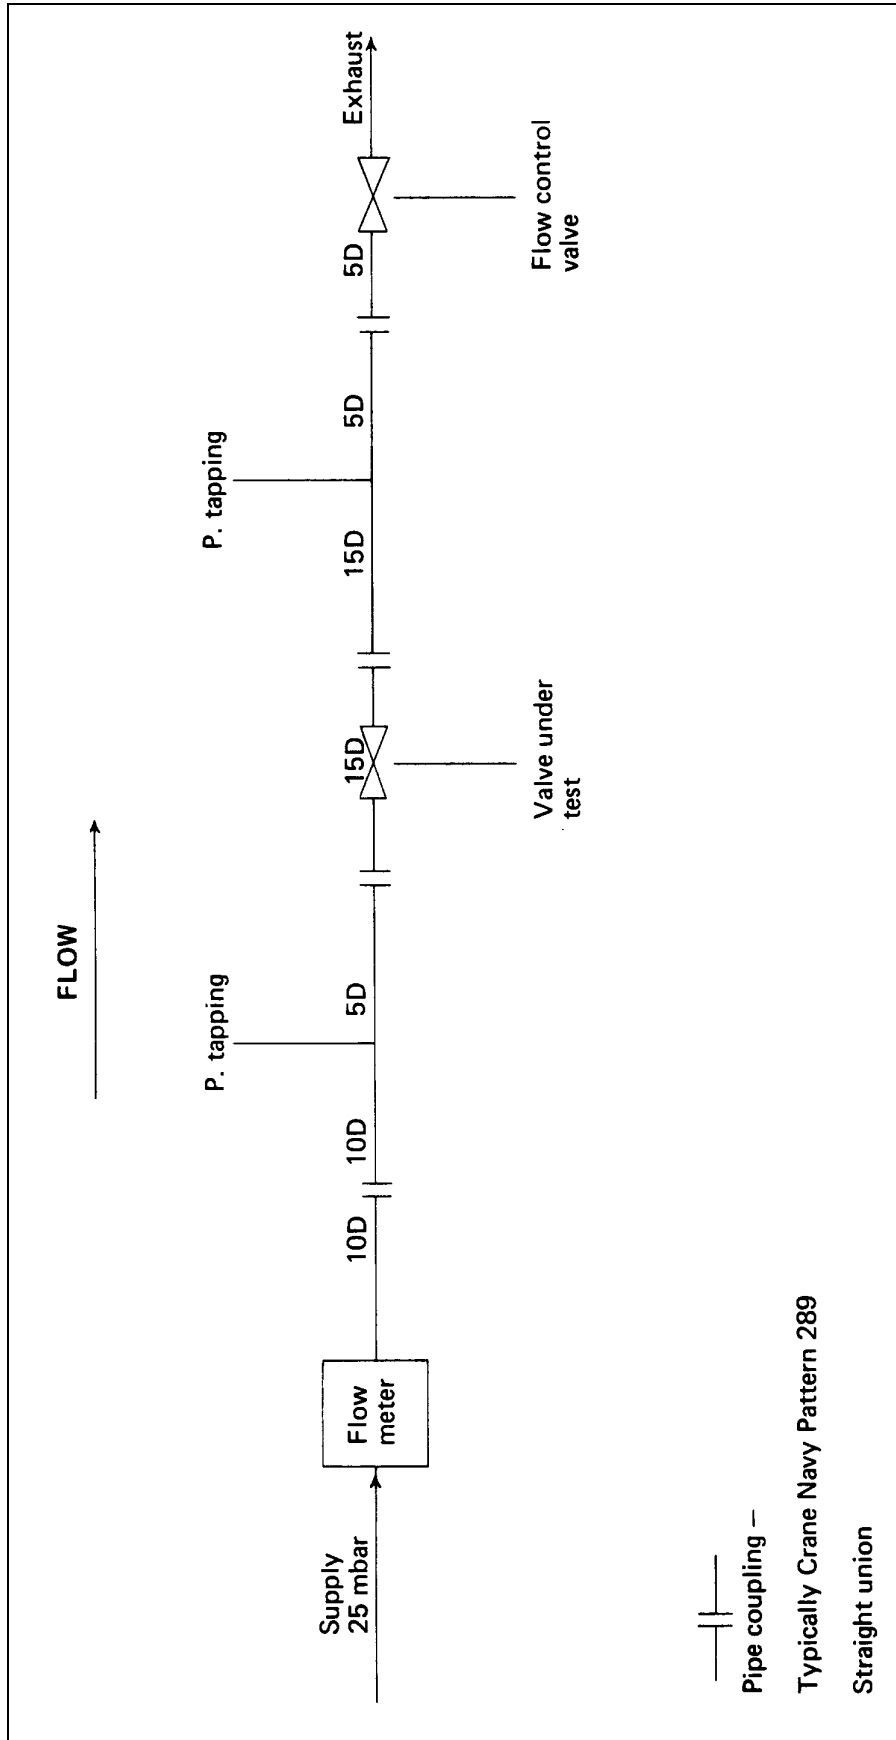 FLOW
P. tapping
P. tapping
Supply
25 mbar
Flow
meter
10D
10D
5D
15D
15D
5D
5D
Exhaust
Valve under
test
Flow control
valve
Pipe coupling –
Typically Crane Navy Pattern 289
Straight union